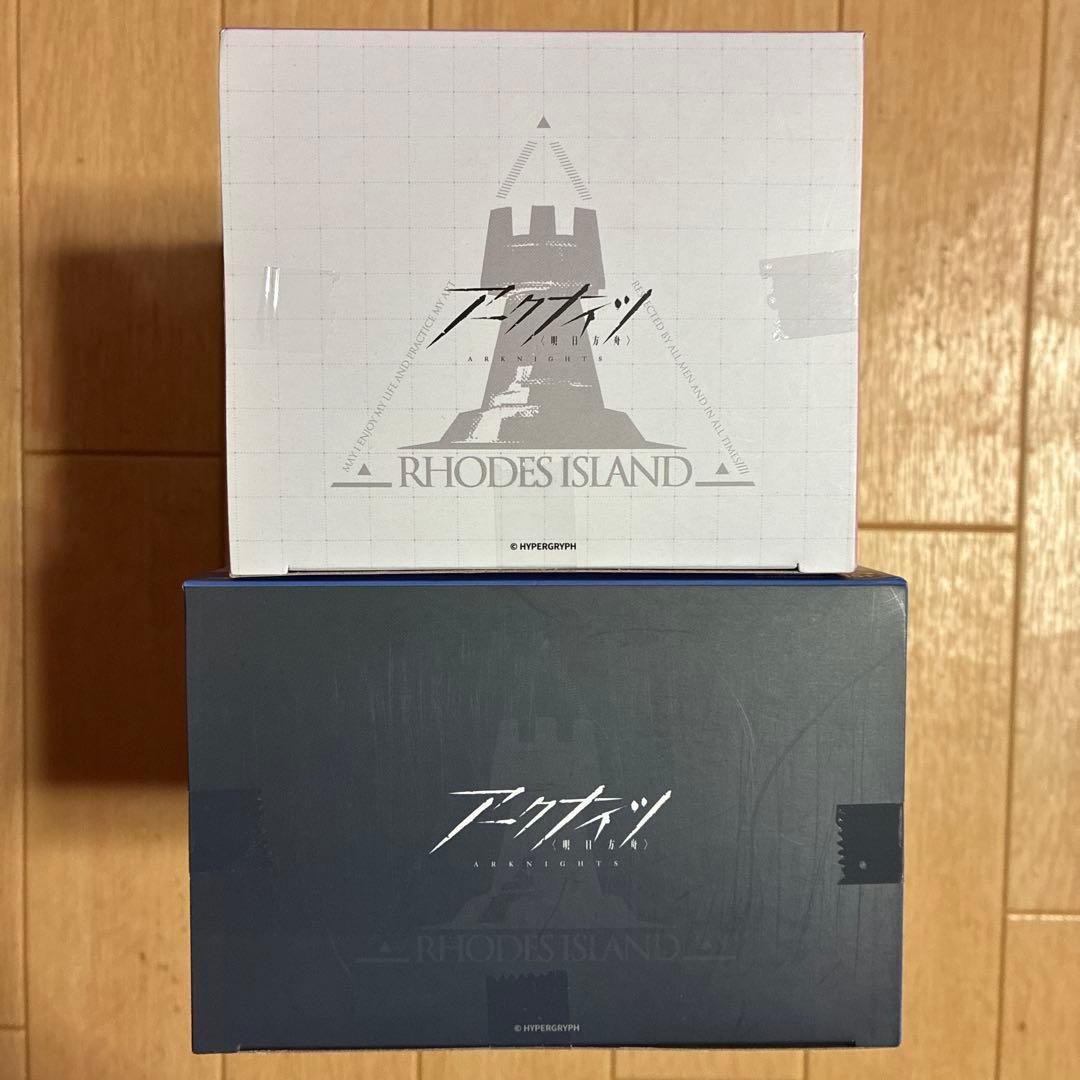 MAY I ENJOY MY LIFE AND PRACTICE MY ART
RESPECTED BY ALL MEN AND IN ALL TIMES!!!!
アークナイツ
〈明日方舟〉
ARKNIGHTS
RHODES ISLAND
© HYPERGRYPH
アークナイツ
〈明日方舟〉
ARKNIGHTS
RHODES ISLAND
© HYPERGRYPH